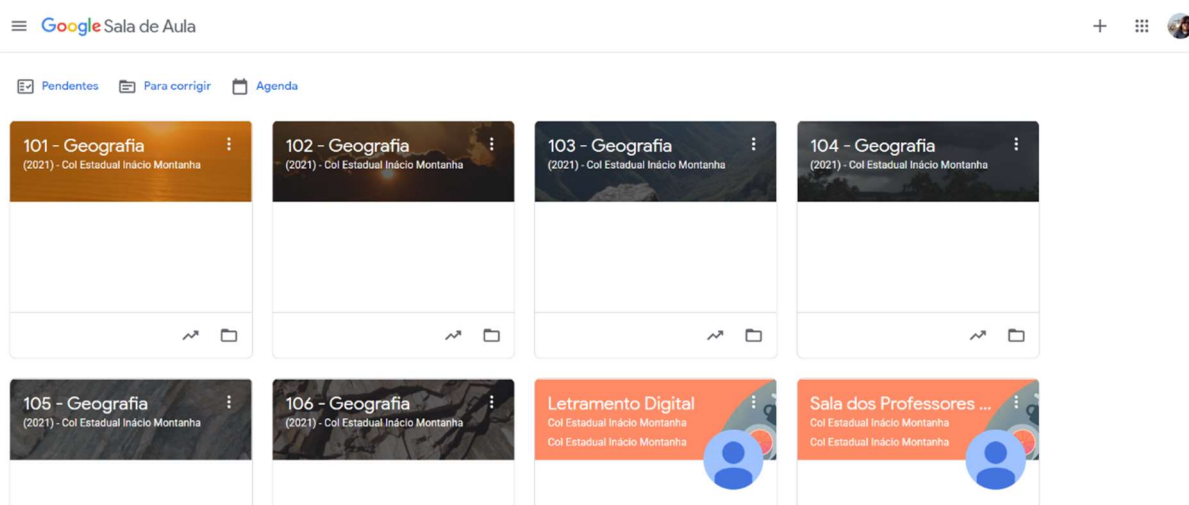 Google Sala de Aula
Pendentes Para corrigir Agenda
101 - Geografia
(2021) - Col Estadual Inácio Montanha
102 - Geografia
(2021) - Col Estadual Inácio Montanha
103 - Geografia
(2021) - Col Estadual Inácio Montanha
104 - Geografia
(2021) - Col Estadual Inácio Montanha
105 - Geografia
(2021) - Col Estadual Inácio Montanha
106 - Geografia
(2021) - Col Estadual Inácio Montanha
Letramento Digital
Col Estadual Inácio Montanha
Col Estadual Inácio Montanha
Sala dos Professores ...
Col Estadual Inácio Montanha
Col Estadual Inácio Montanha